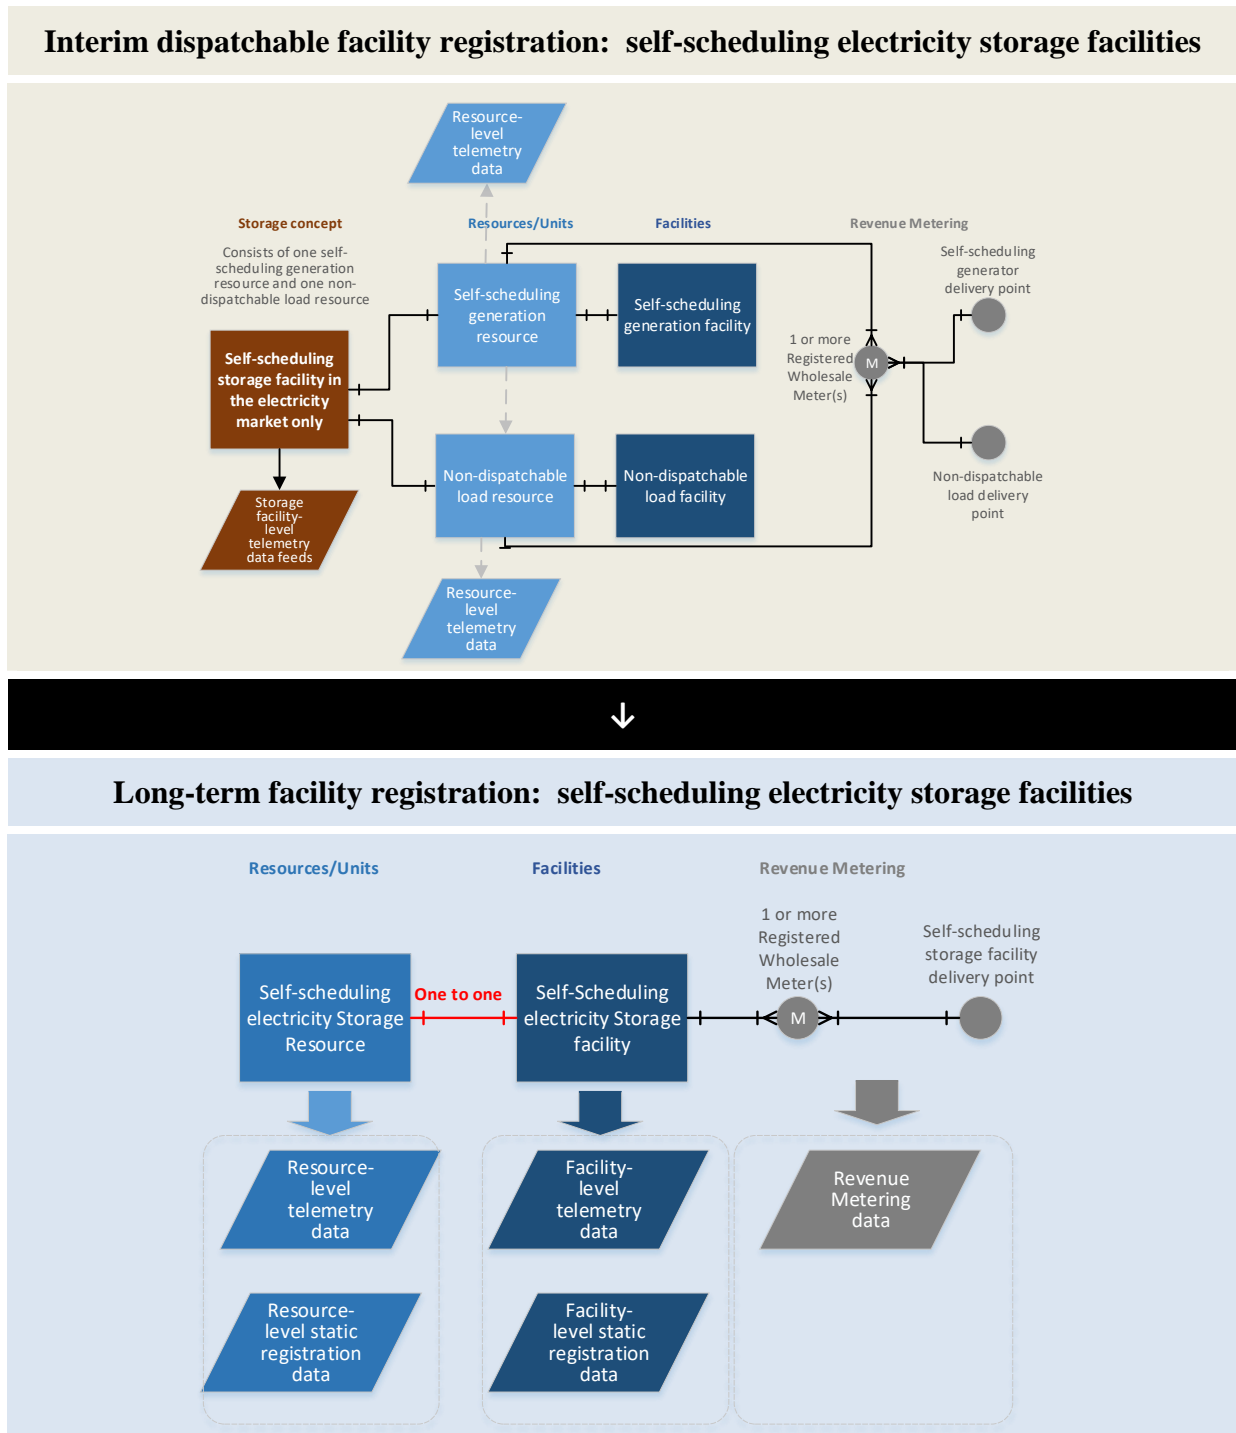 Interim dispatchable facility registration:  self-scheduling electricity storage facilities
Resource-
level
telemetry
data
Storage concept
Resources/Units
Facilities
Revenue Metering
Consists of one self-
scheduling generation
resource and one non-
dispatchable load resource
Self-scheduling
generator
delivery point
Self-scheduling
generation
resource
Self-scheduling
generation facility
1 or more
Registered
Wholesale
Meter(s)
M
Self-scheduling
storage facility in
the electricity
market only
Non-dispatchable
load resource
Non-dispatchable
load facility
Non-dispatchable
load delivery
point
Storage
facility-
level
telemetry
data feeds
Resource-
level
telemetry
data
↓
Long-term facility registration:  self-scheduling electricity storage facilities
Resources/Units
Facilities
Revenue Metering
1 or more
Registered
Wholesale
Meter(s)
Self-scheduling
storage facility
delivery point
Self-scheduling
electricity Storage
Resource
One to one
Self-Scheduling
electricity Storage
facility
M
Resource-
level
telemetry
data
Facility-
level
telemetry
data
Revenue
Metering
data
Resource-
level static
registration
data
Facility-
level static
registration
data